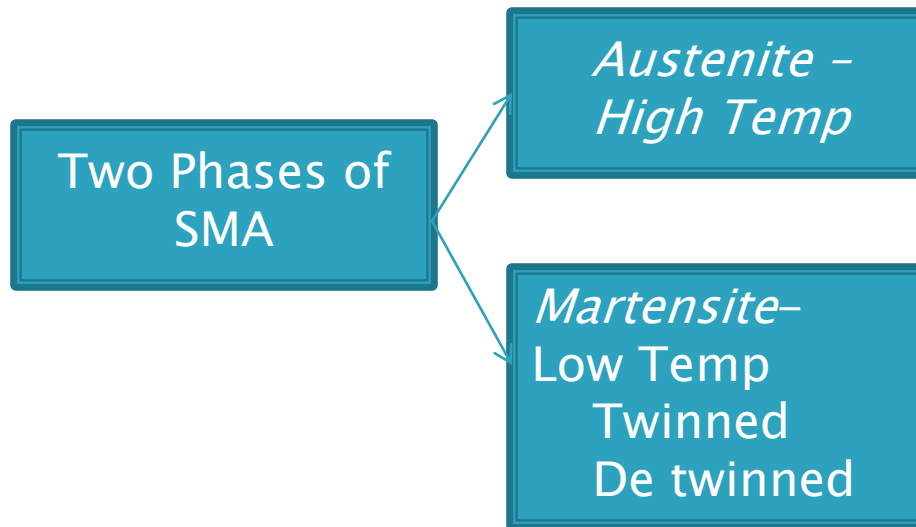 Two Phases of
SMA
Austenite –
High Temp
Martensite–
Low Temp
Twinned
De twinned